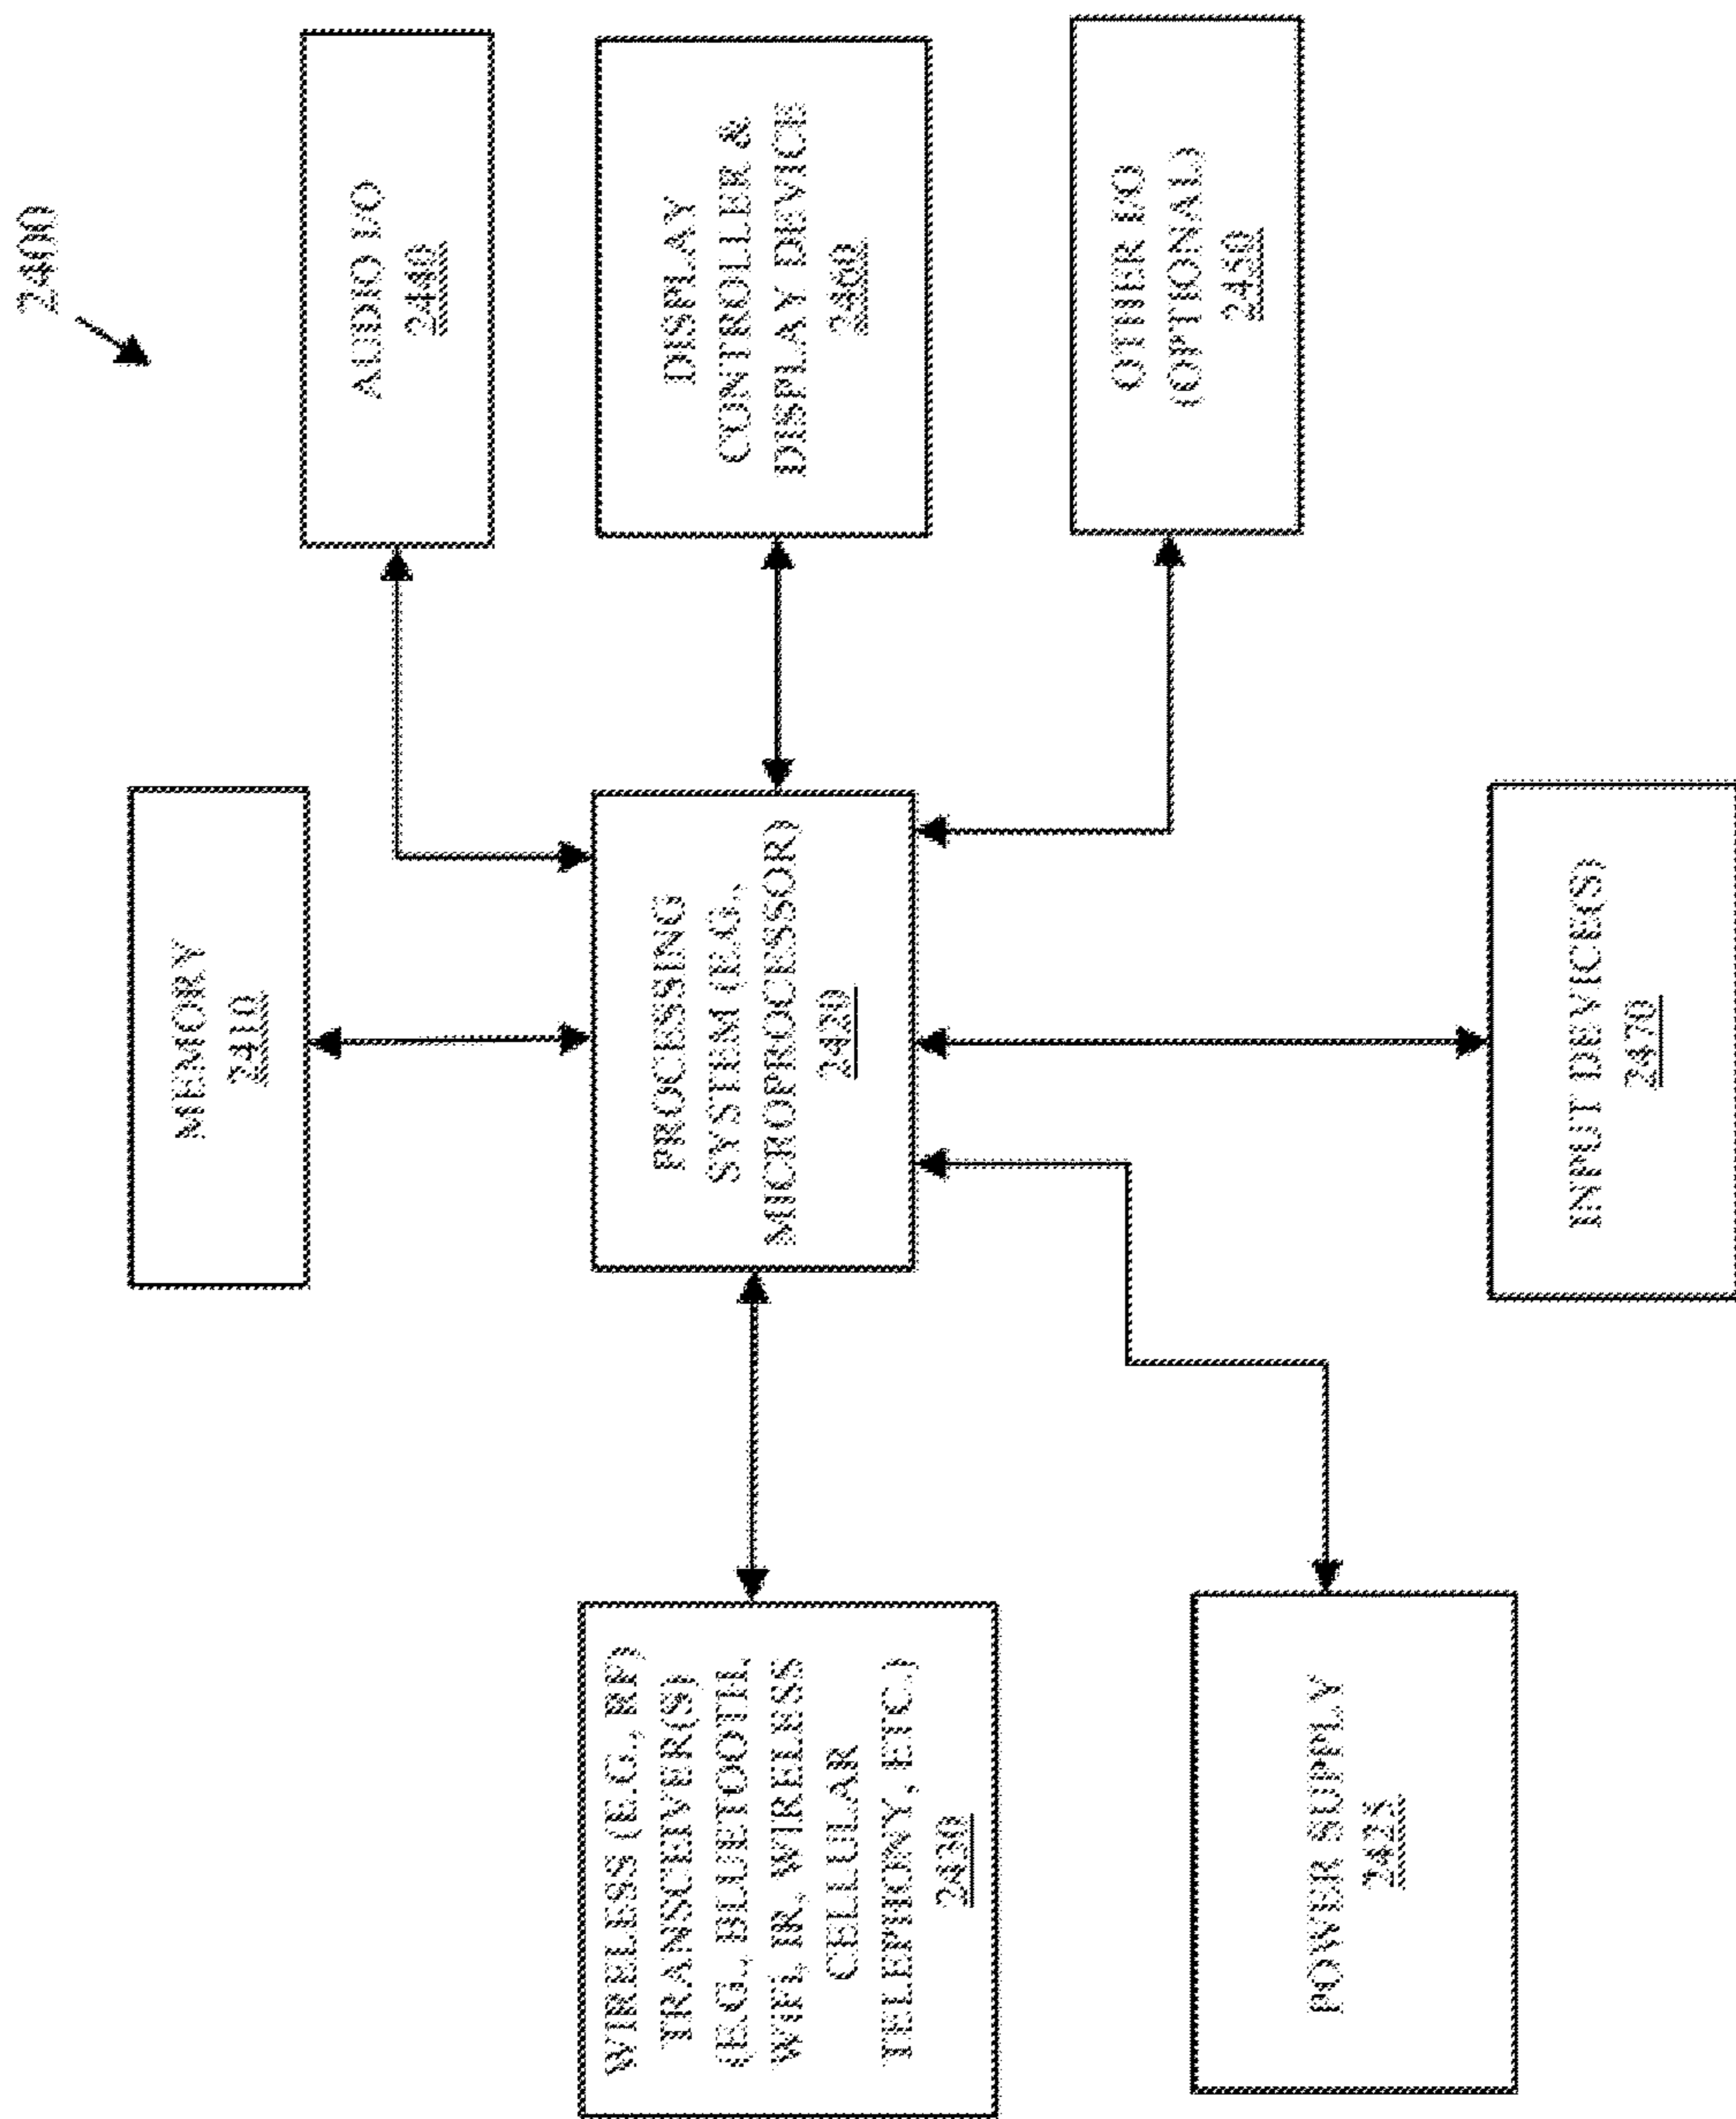 2400
MEMORY
2410
AUDIO I/O
2440
WIRELESS (E.G., RF)
TRANSCEIVER(S)
(E.G., BLUETOOTH,
WIFI, IR, WIRELESS
CELLULAR
TELEPHONY, ETC.)
2430
PROCESSING
SYSTEM (E.G.,
MICROPROCESSOR)
2420
DISPLAY
CONTROLLER &
DISPLAY DEVICE
2460
OTHER I/O
(OPTIONAL)
2450
POWER SUPPLY
2425
INPUT DEVICE(S)
2470